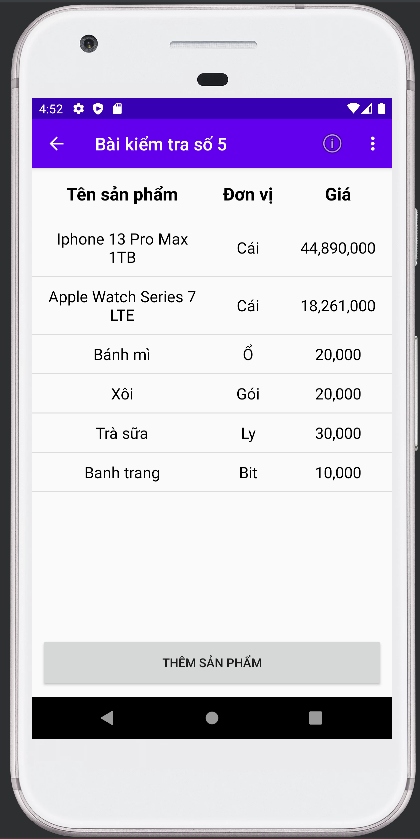 4:52
Bài kiểm tra số 5
Tên sản phẩm Đơn vị Giá
Iphone 13 Pro Max
1TB
Cái 44,890,000
Apple Watch Series 7
LTE
Cái 18,261,000
Bánh mì Ổ 20,000
Xôi Gói 20,000
Trà sữa Ly 30,000
Banh trang Bit 10,000
THÊM SẢN PHẨM